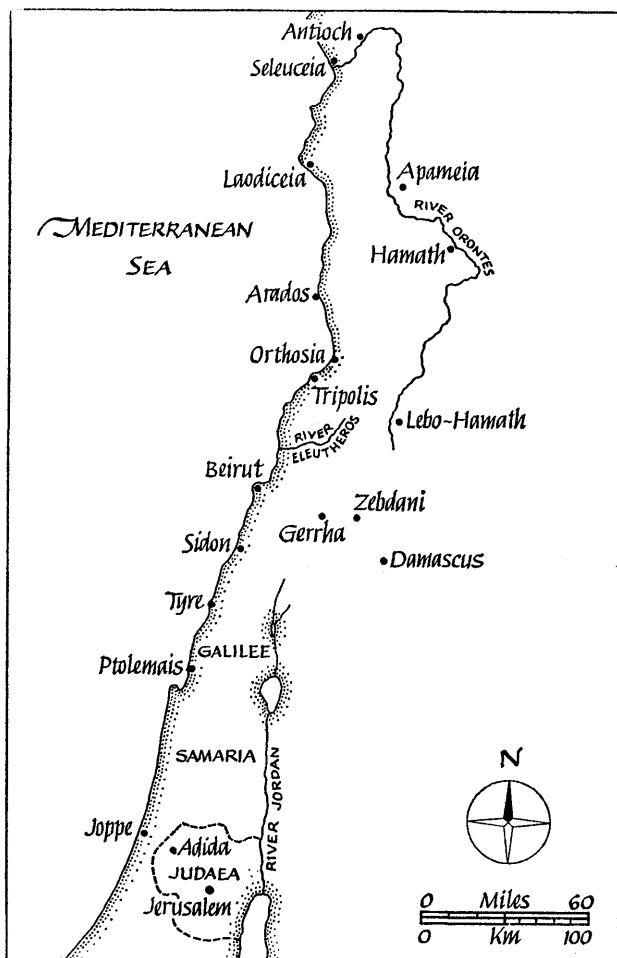 Antioch
Seleuceia
Laodiceia
Apameia
RIVER ORONTES
MEDITERRANEAN
SEA
Hamath
Arados
Orthosia
Tripolis
Lebo-Hamath
RIVER
ELEUTHEROS
Beirut
Zebdani
Gerrha
Sidon
Damascus
Tyre
GALILEE
Ptolemais
SAMARIA
RIVER JORDAN
N
Joppe
Adida
JUDAEA
Jerusalem
0 Miles 60
0 Km 100